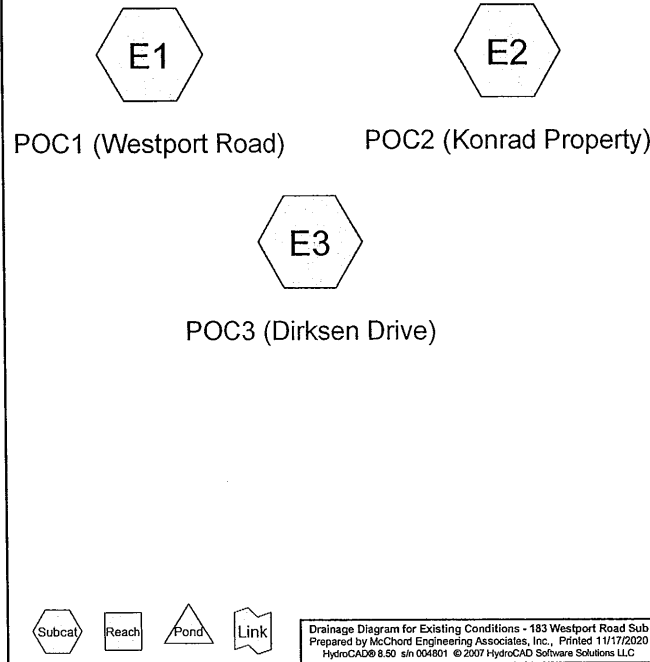 E1
E2
POC1 (Westport Road)
POC2 (Konrad Property)
E3
POC3 (Dirksen Drive)
Subcat
Reach
Pond
Link
Drainage Diagram for Existing Conditions - 183 Westport Road Sub
Prepared by McChord Engineering Associates, Inc., Printed 11/17/2020
HydroCAD® 8.50 s/n 004801 © 2007 HydroCAD Software Solutions LLC